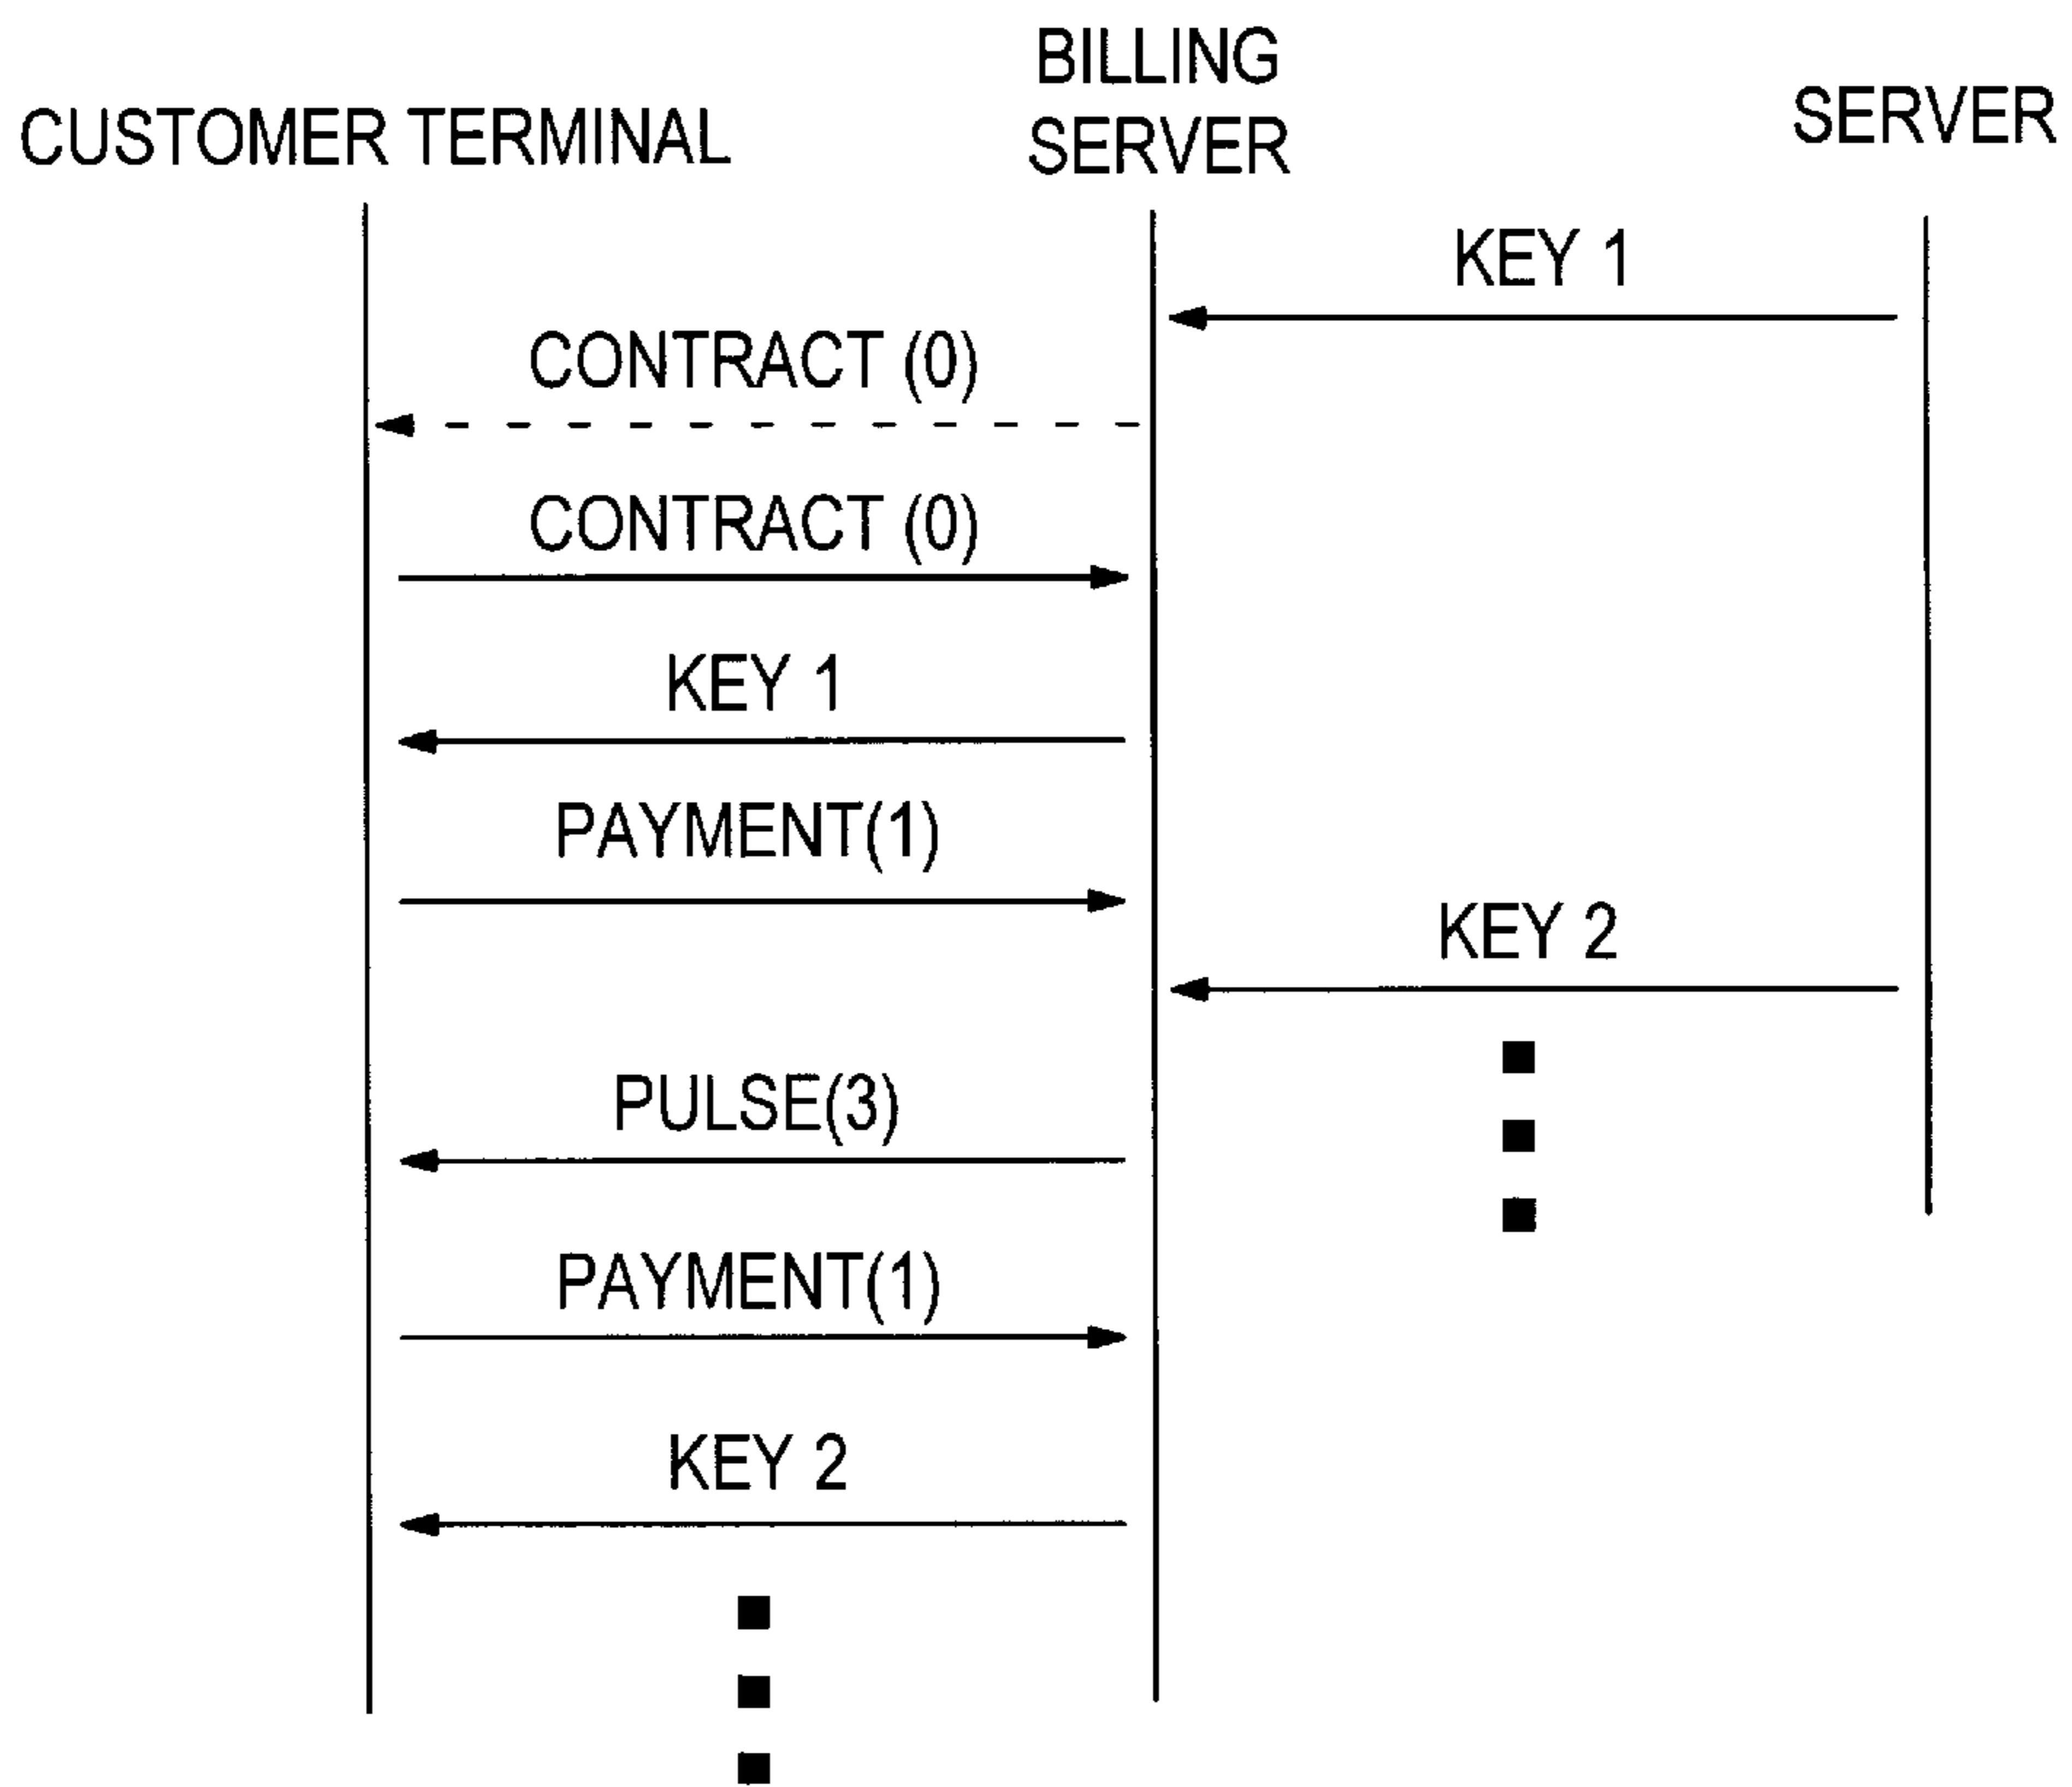 BILLING
SERVER
CUSTOMER TERMINAL
SERVER
KEY 1
CONTRACT (0)
CONTRACT (0)
KEY 1
PAYMENT(1)
KEY 2
PULSE(3)
PAYMENT(1)
KEY 2